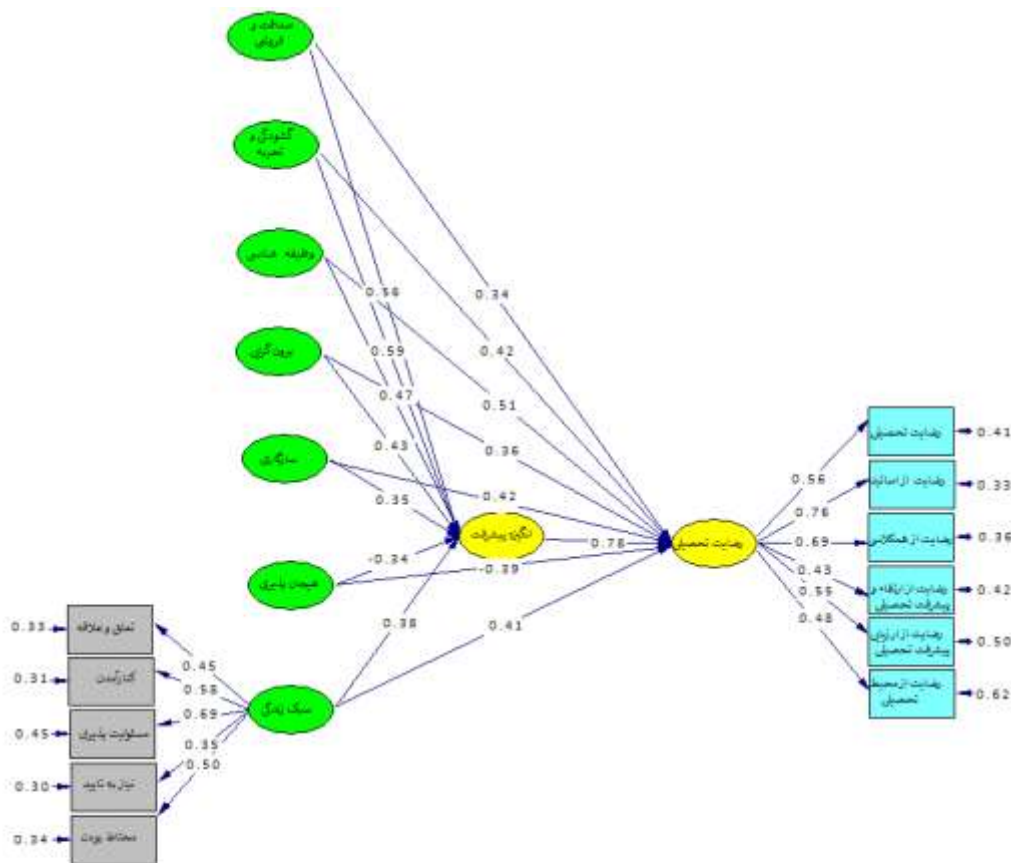 صداقت و
فروتنی
گشودگی و
تجربه
وظیفه شناسی
برون گرای
سازگاری
هیجان پذیری
سبک زندگی
انگیزه پیشرفت
رضایت تحصیلی
0.34
0.56
0.42
0.59
0.51
0.47
0.36
0.43
0.42
0.35
0.78
-0.34
-0.39
0.38
0.41
رضایت تحصیلی
0.41
رضایت از اساتید
0.33
رضایت از همکلاسی
0.36
رضایت از ارتقاء و
پیشرفت تحصیلی
0.42
رضایت از ارزیابی
پیشرفت تحصیلی
0.50
رضایت از محیط
تحصیلی
0.62
0.56
0.76
0.69
0.43
0.55
0.48
0.33
تعلق و علاقه
0.31
کنارآمدن
0.45
مسئولیت پذیری
0.30
نیاز به تایید
0.34
محتاط بودن
0.45
0.58
0.69
0.35
0.50